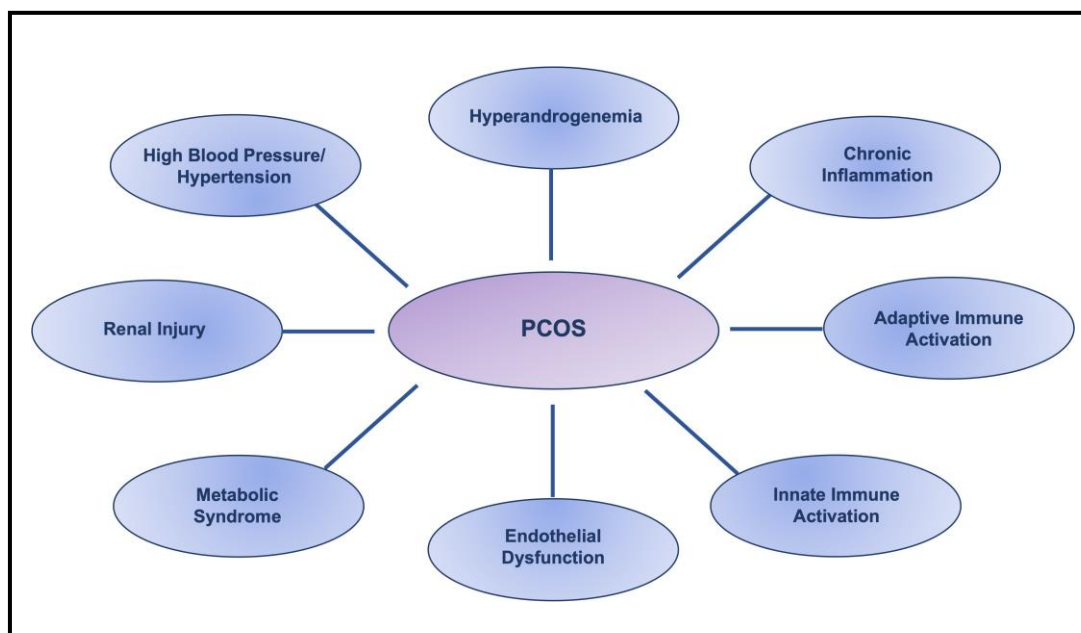 Hyperandrogenemia
High Blood Pressure/
Hypertension
Chronic
Inflammation
Renal Injury
PCOS
Adaptive Immune
Activation
Metabolic
Syndrome
Endothelial
Dysfunction
Innate Immune
Activation